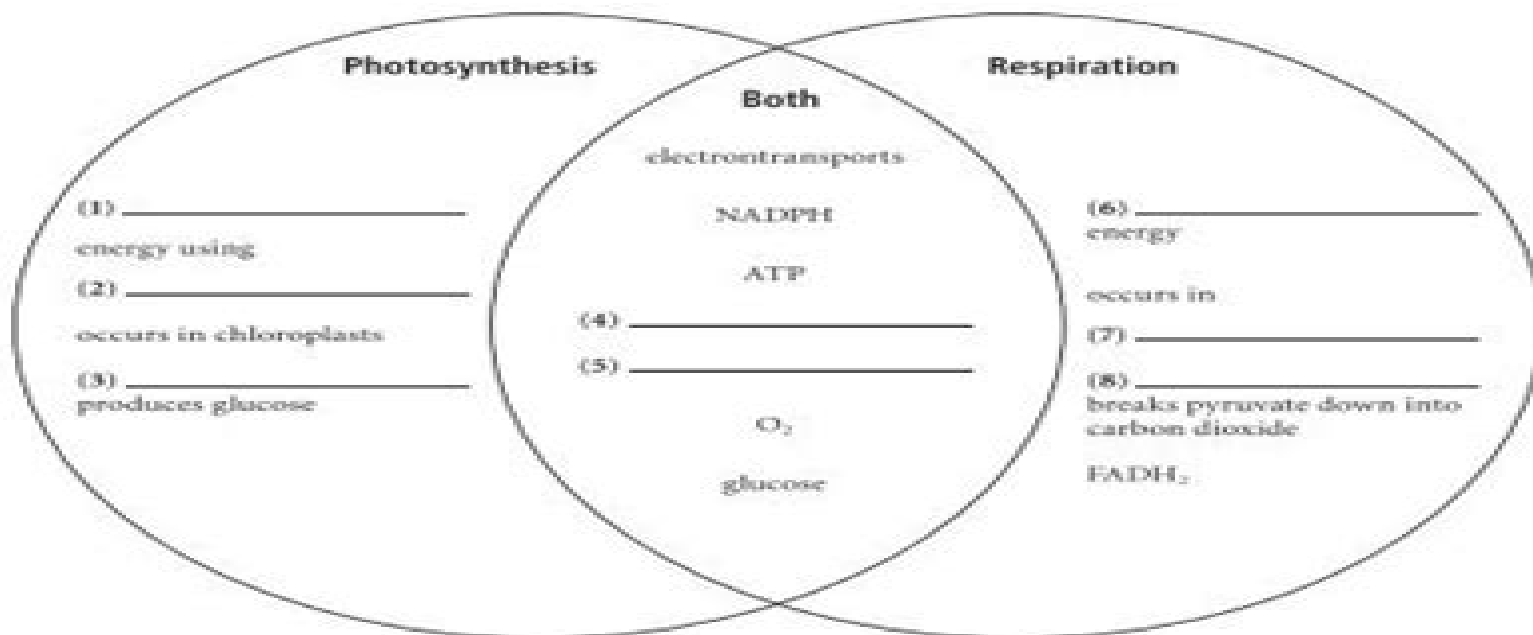 Photosynthesis
(1)
energy using
(2)
occurs in chloroplasts
(3)
produces glucose
Both
electrontransports
NADPH
ATP
(4)
(5)
O₂
glucose
Respiration
(6)
energy
occurs in
(7)
(8)
breaks pyruvate down into
carbon dioxide
FADH₂